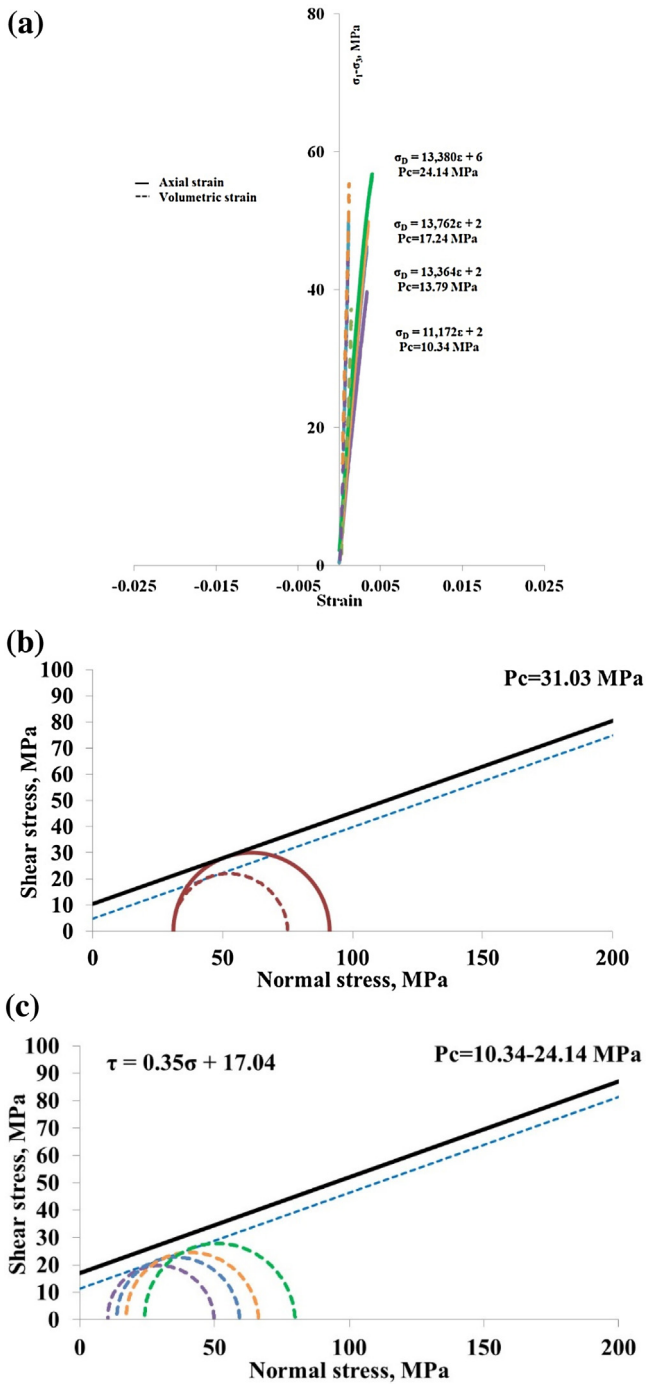 (a)
80
σ1-σ3, MPa
60
σD = 13,380ε + 6
Pc=24.14 MPa
Axial strain
Volumetric strain
σD = 13,762ε + 2
Pc=17.24 MPa
σD = 13,364ε + 2
Pc=13.79 MPa
40
σD = 11,172ε + 2
Pc=10.34 MPa
20
0
-0.025 -0.015 -0.005 0.005 0.015 0.025
Strain
(b)
Pc=31.03 MPa
Shear stress, MPa
100
90
80
70
60
50
40
30
20
10
0
0 50 100 150 200
Normal stress, MPa
(c)
τ = 0.35σ + 17.04
Pc=10.34-24.14 MPa
Shear stress, MPa
100
90
80
70
60
50
40
30
20
10
0
0 50 100 150 200
Normal stress, MPa